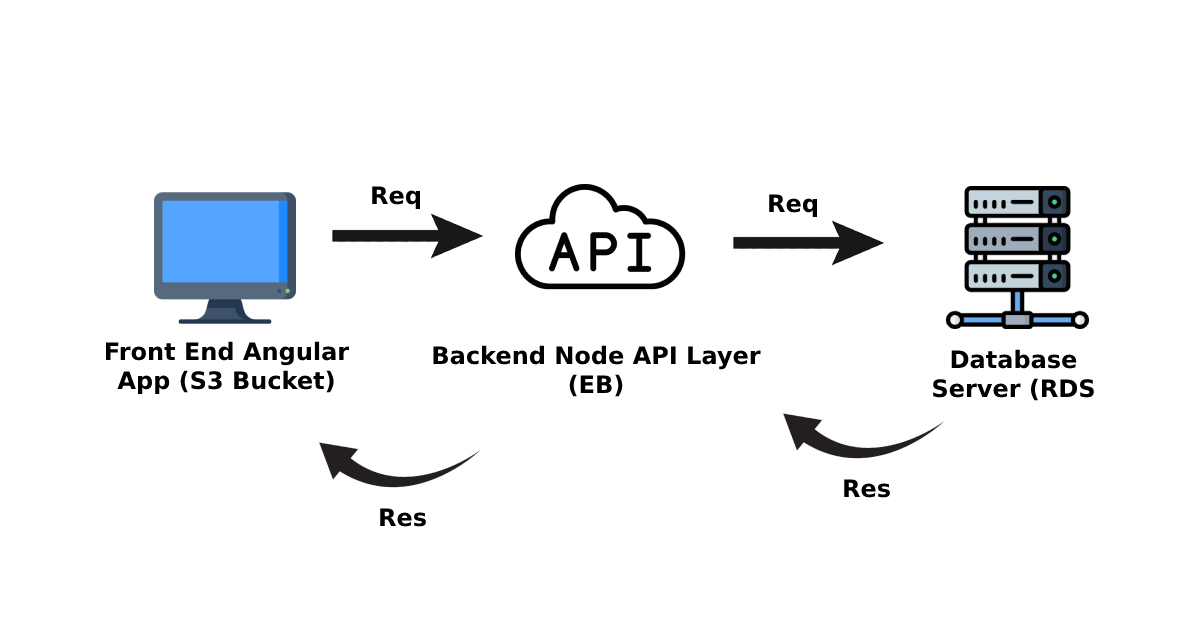 Req
Req
API
Front End Angular
App (S3 Bucket)
Backend Node API Layer
(EB)
Database
Server (RDS
Res
Res